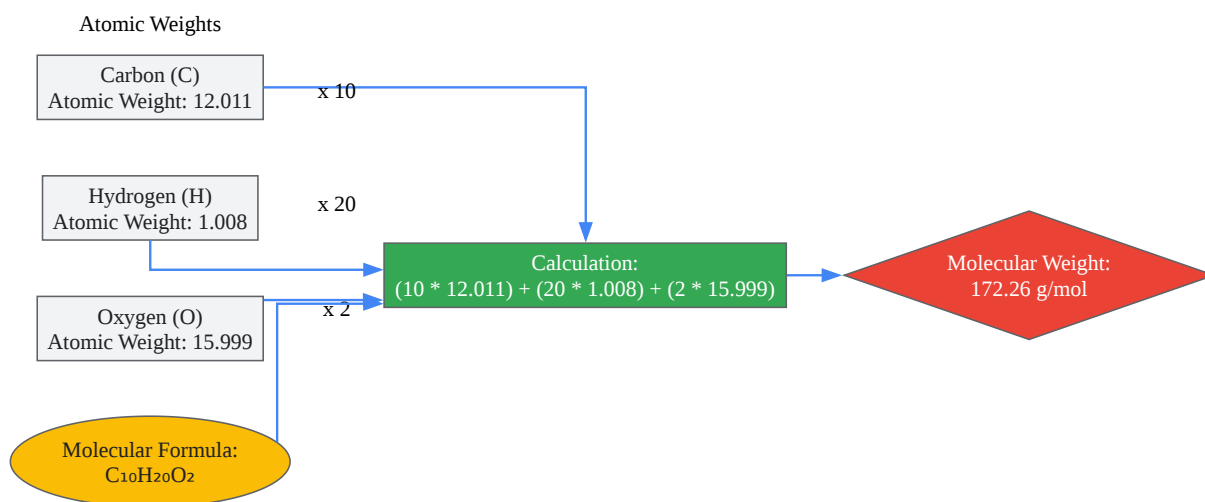 Atomic Weights
Carbon (C)
Atomic Weight: 12.011
x 10
Hydrogen (H)
Atomic Weight: 1.008
x 20
Calculation:
(10 * 12.011) + (20 * 1.008) + (2 * 15.999)
Molecular Weight:
172.26 g/mol
Oxygen (O)
Atomic Weight: 15.999
x 2
Molecular Formula:
C₁₀H₂₀O₂